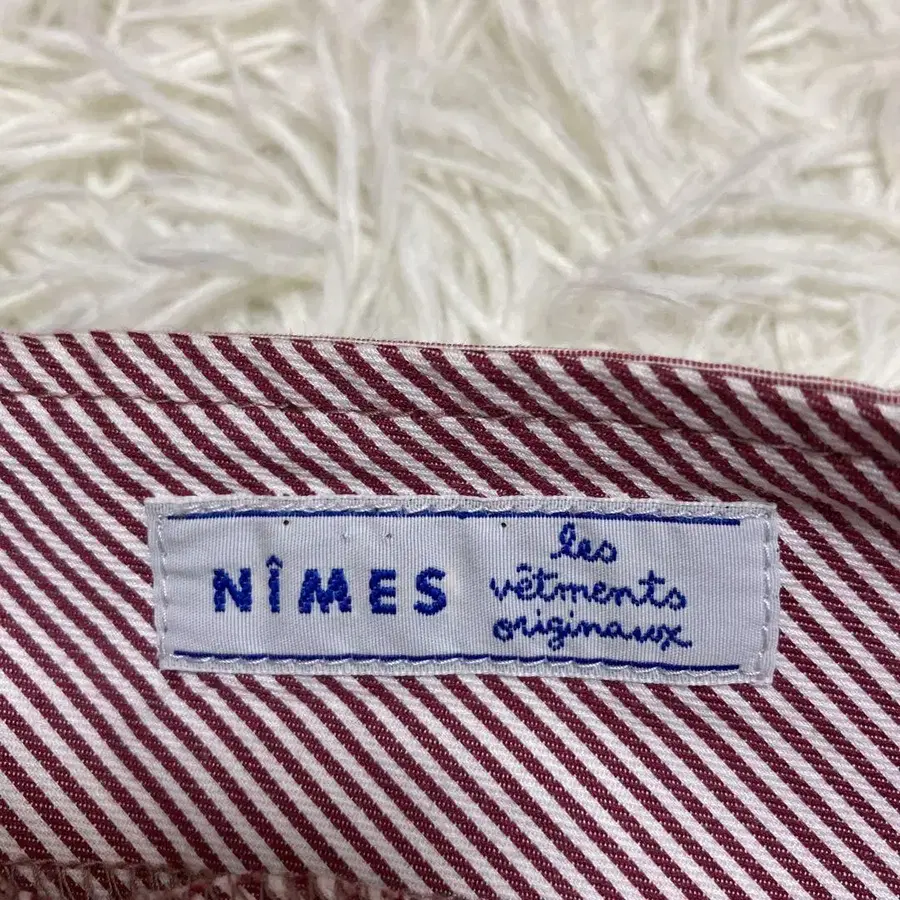 NÎMES
les
vêtments
originaux